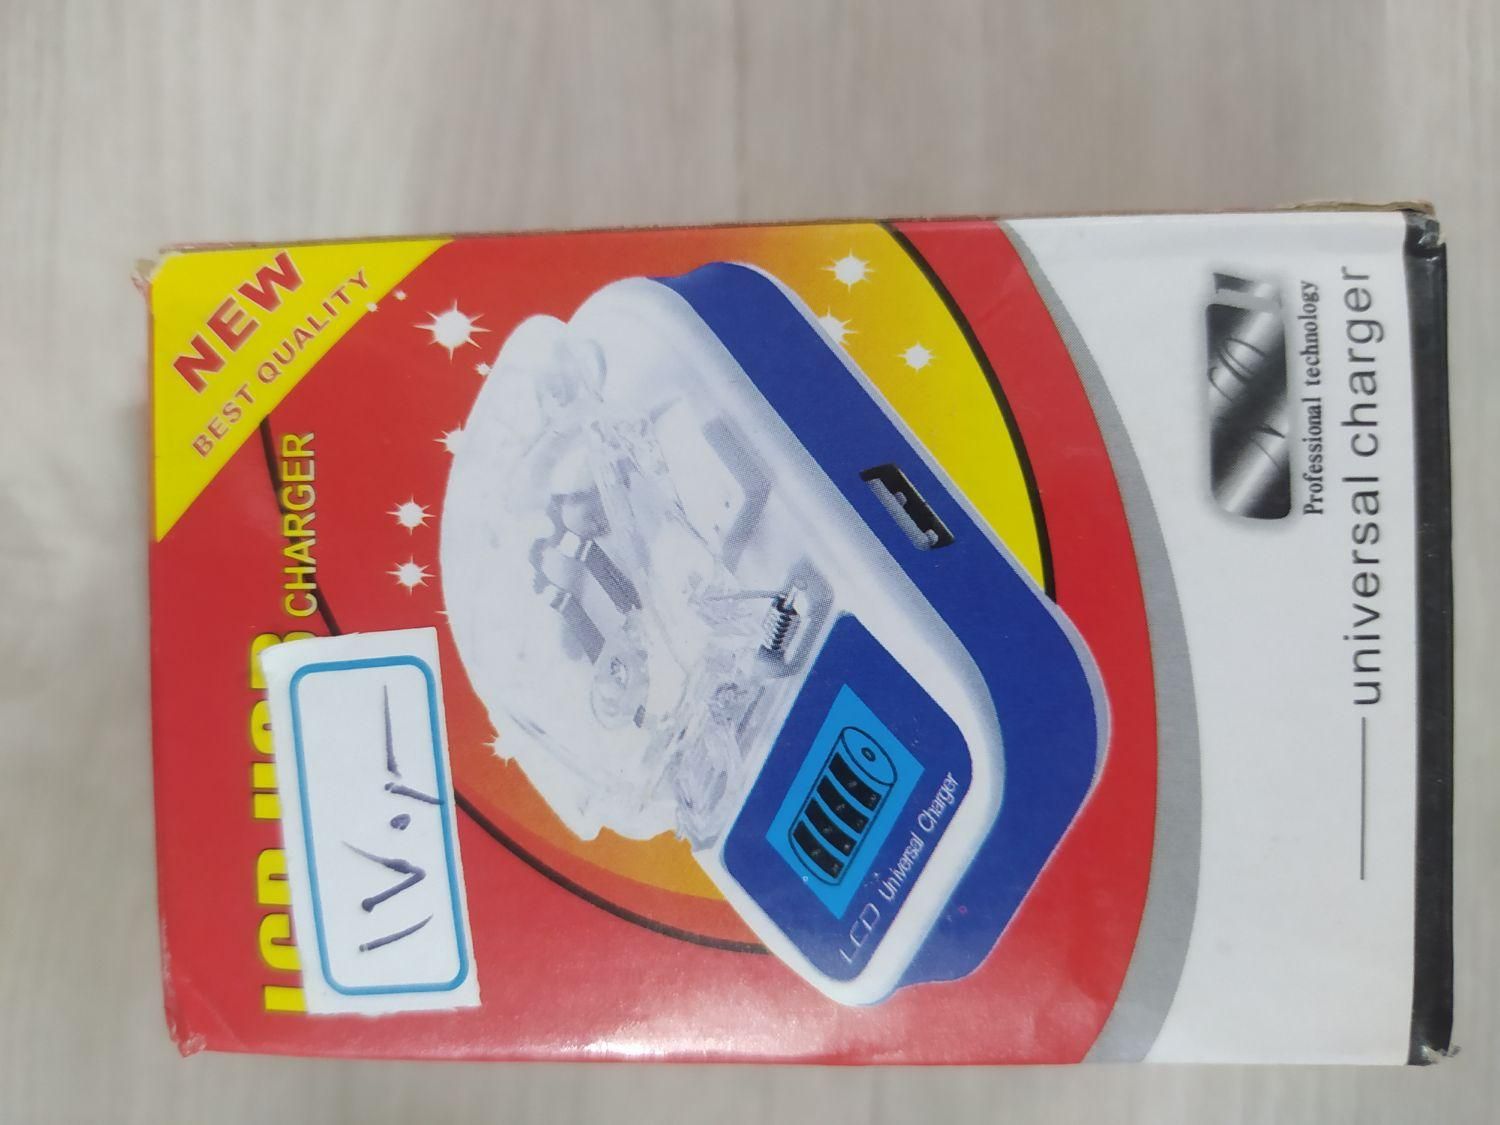 NEW
BEST QUALITY
CHARGER
۱۷۰٫–
LCD Universal Charger
Professional technology
universal charger